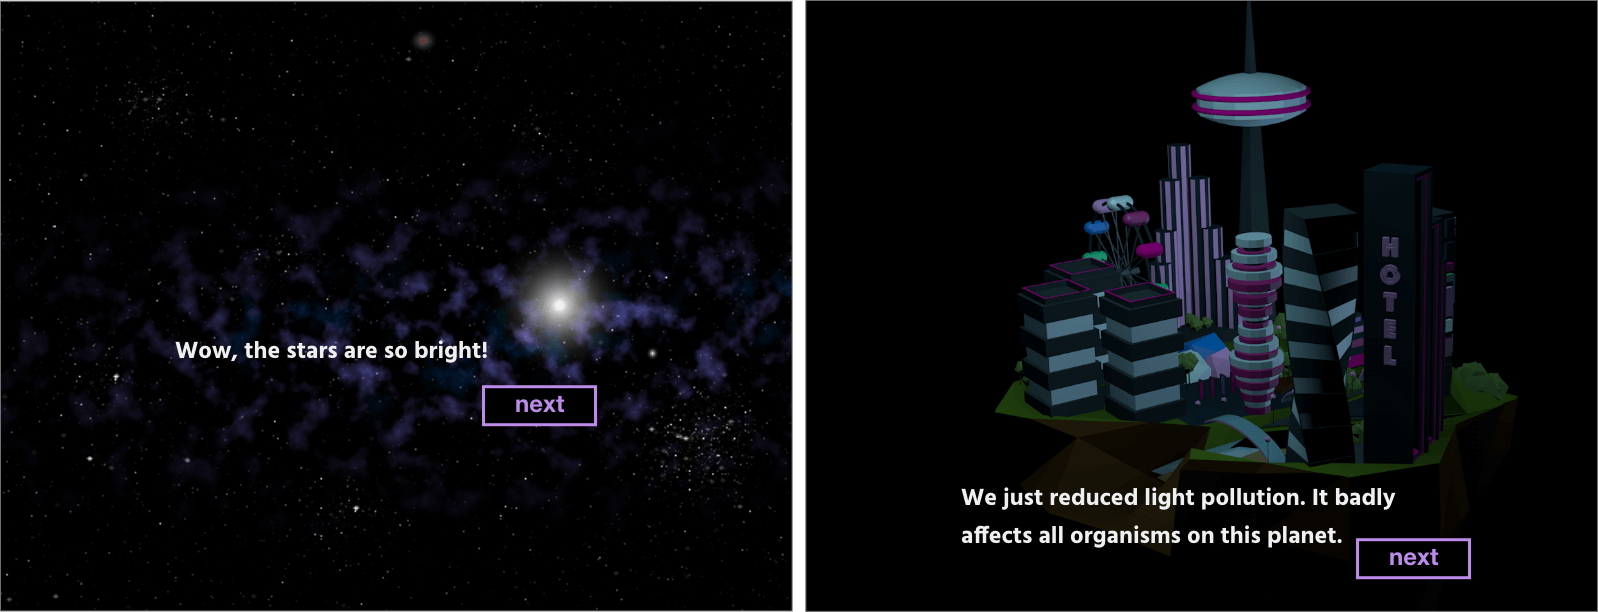 Wow, the stars are so bright!
next
HOTEL
We just reduced light pollution. It badly
affects all organisms on this planet.
next